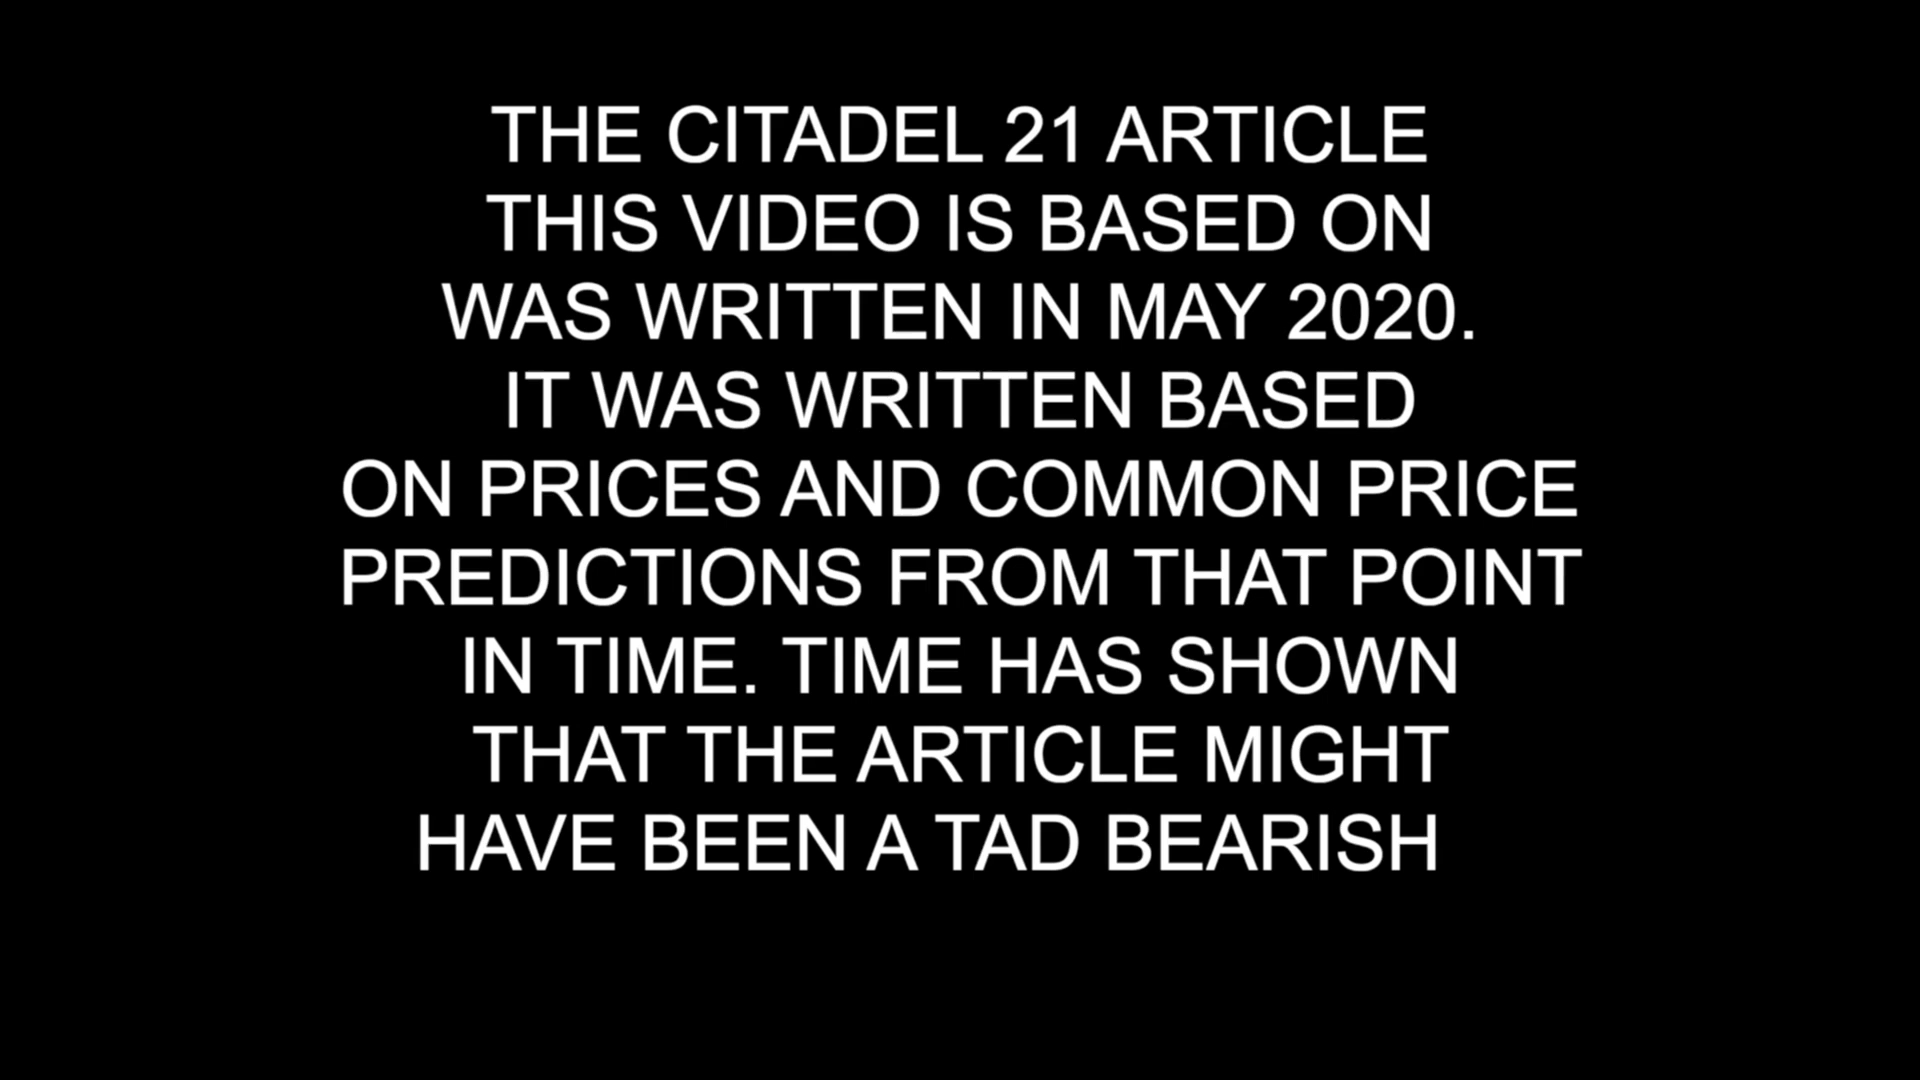 THE CITADEL 21 ARTICLE
THIS VIDEO IS BASED ON
WAS WRITTEN IN MAY 2020.
IT WAS WRITTEN BASED
ON PRICES AND COMMON PRICE
PREDICTIONS FROM THAT POINT
IN TIME. TIME HAS SHOWN
THAT THE ARTICLE MIGHT
HAVE BEEN A TAD BEARISH